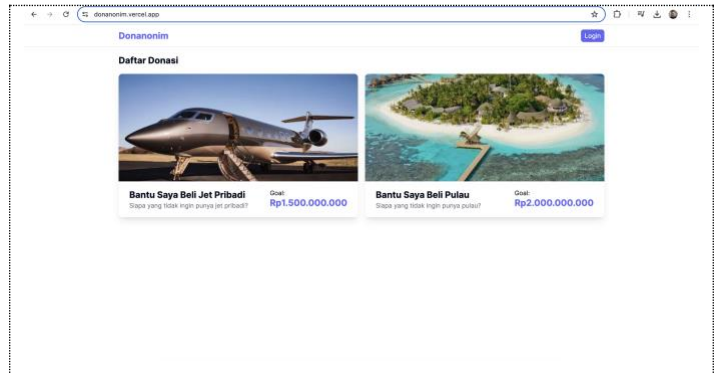 donanonim.vercel.app
Donanonim
Login
Daftar Donasi
Bantu Saya Beli Jet Pribadi
Siapa yang tidak ingin punya jet pribadi?
Goal:
Rp1.500.000.000
Bantu Saya Beli Pulau
Siapa yang tidak ingin punya pulau?
Goal:
Rp2.000.000.000